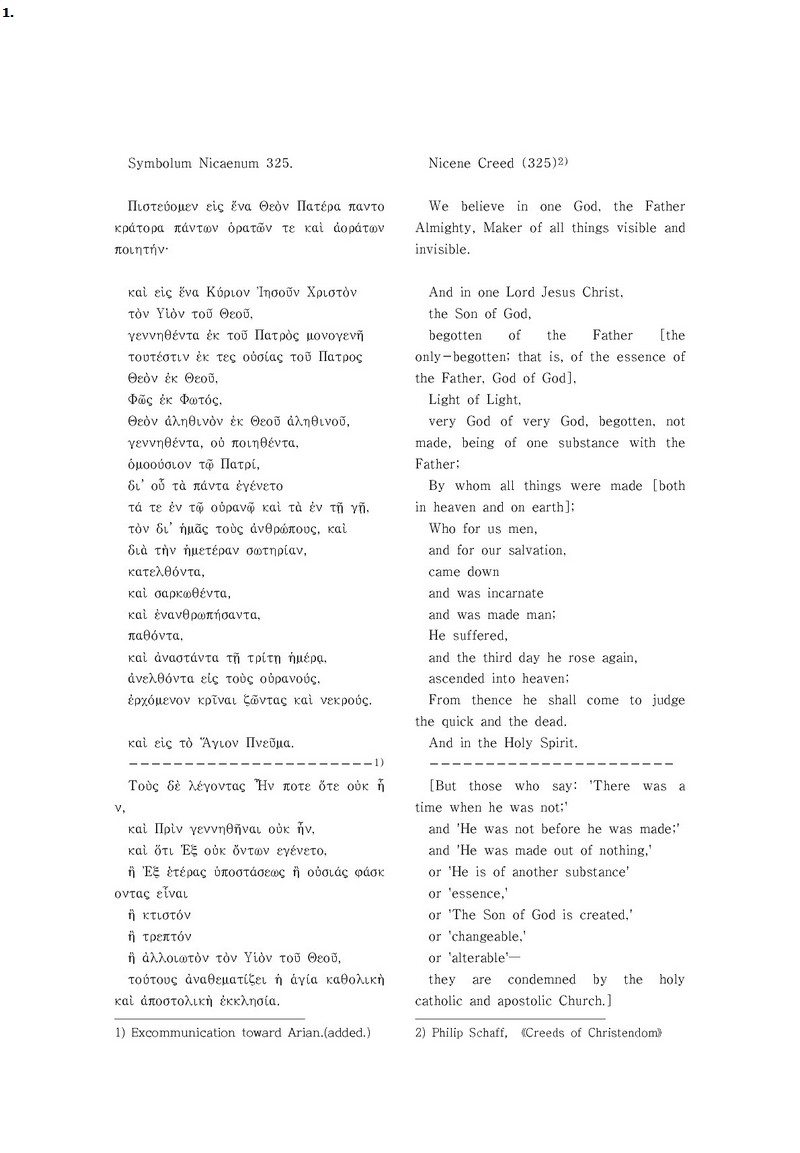 1.
Symbolum Nicaenum 325.
Πιστεύομεν εἰς ἕνα Θεὸν Πατέρα παντο
κράτορα πάντων ὁρατῶν τε καὶ ἀοράτων
ποιητήν·
καὶ εἰς ἕνα Κύριον Ἰησοῦν Χριστὸν
τὸν Υἱὸν τοῦ Θεοῦ,
γεννηθέντα ἐκ τοῦ Πατρὸς μονογενῆ
τουτέστιν ἐκ τες οὐσίας τοῦ Πατρος
Θεὸν ἐκ Θεοῦ,
Φῶς ἐκ Φωτός,
Θεὸν ἀληθινὸν ἐκ Θεοῦ ἀληθινοῦ,
γεννηθέντα, οὐ ποιηθέντα,
ὁμοούσιον τῷ Πατρί,
δι' οὗ τὰ πάντα ἐγένετο
τά τε ἐν τῷ οὐρανῷ καὶ τὰ ἐν τῇ γῇ,
τὸν δι' ἡμᾶς τοὺς ἀνθρώπους, καὶ
διὰ τὴν ἡμετέραν σωτηρίαν,
κατελθόντα,
καὶ σαρκωθέντα,
καὶ ἐνανθρωπήσαντα,
παθόντα,
καὶ ἀναστάντα τῇ τρίτῃ ἡμέρᾳ,
ἀνελθόντα εἰς τοὺς οὐρανούς,
ἐρχόμενον κρῖναι ζῶντας καὶ νεκρούς.
καὶ εἰς τὸ Ἅγιον Πνεῦμα.
----------------------1)
Τοὺς δὲ λέγοντας Ἦν ποτε ὅτε οὐκ ἦ
ν,
καὶ Πρὶν γεννηθῆναι οὐκ ἦν,
καὶ ὅτι Ἐξ οὐκ ὄντων εγένετο,
ἢ Ἐξ ἑτέρας ὑποστάσεως ἢ οὐσιάς φάσκ
οντας εἶναι
ἢ κτιστόν
ἢ τρεπτόν
ἢ ἀλλοιωτὸν τὸν Υἱὸν τοῦ Θεοῦ,
τούτους ἀναθεματίζει ἡ ἁγία καθολικὴ
καὶ ἀποστολικὴ ἐκκλησία.
1) Excommunication toward Arian.(added.)
Nicene Creed (325)2)
We believe in one God, the Father
Almighty, Maker of all things visible and
invisible.
And in one Lord Jesus Christ,
the Son of God,
begotten of the Father [the
only-begotten; that is, of the essence of
the Father, God of God],
Light of Light,
very God of very God, begotten, not
made, being of one substance with the
Father;
By whom all things were made [both
in heaven and on earth];
Who for us men,
and for our salvation,
came down
and was incarnate
and was made man;
He suffered,
and the third day he rose again,
ascended into heaven;
From thence he shall come to judge
the quick and the dead.
And in the Holy Spirit.
----------------------
[But those who say: 'There was a
time when he was not;'
and 'He was not before he was made;'
and 'He was made out of nothing,'
or 'He is of another substance'
or 'essence,'
or 'The Son of God is created,'
or 'changeable,'
or 'alterable'—
they are condemned by the holy
catholic and apostolic Church.]
2) Philip Schaff, 《Creeds of Christendom》